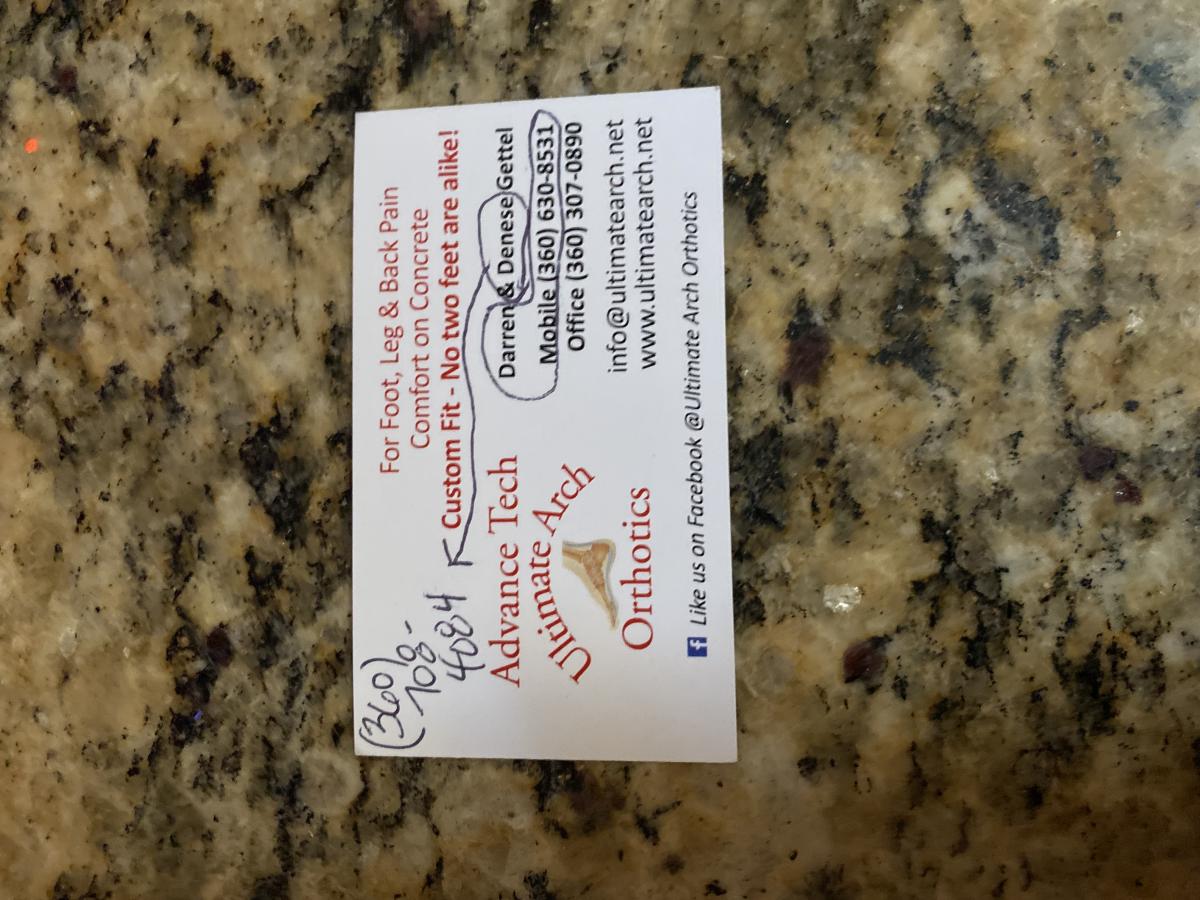 (360)
708-
4084
For Foot, Leg & Back Pain
Comfort on Concrete
Custom Fit - No two feet are alike!
Advance Tech
Ultimate Arch
Orthotics
Darren & Denese Gettel
Mobile (360) 630-8531
Office (360) 307-0890
info@ultimatearch.net
www.ultimatearch.net
f Like us on Facebook @Ultimate Arch Orthotics